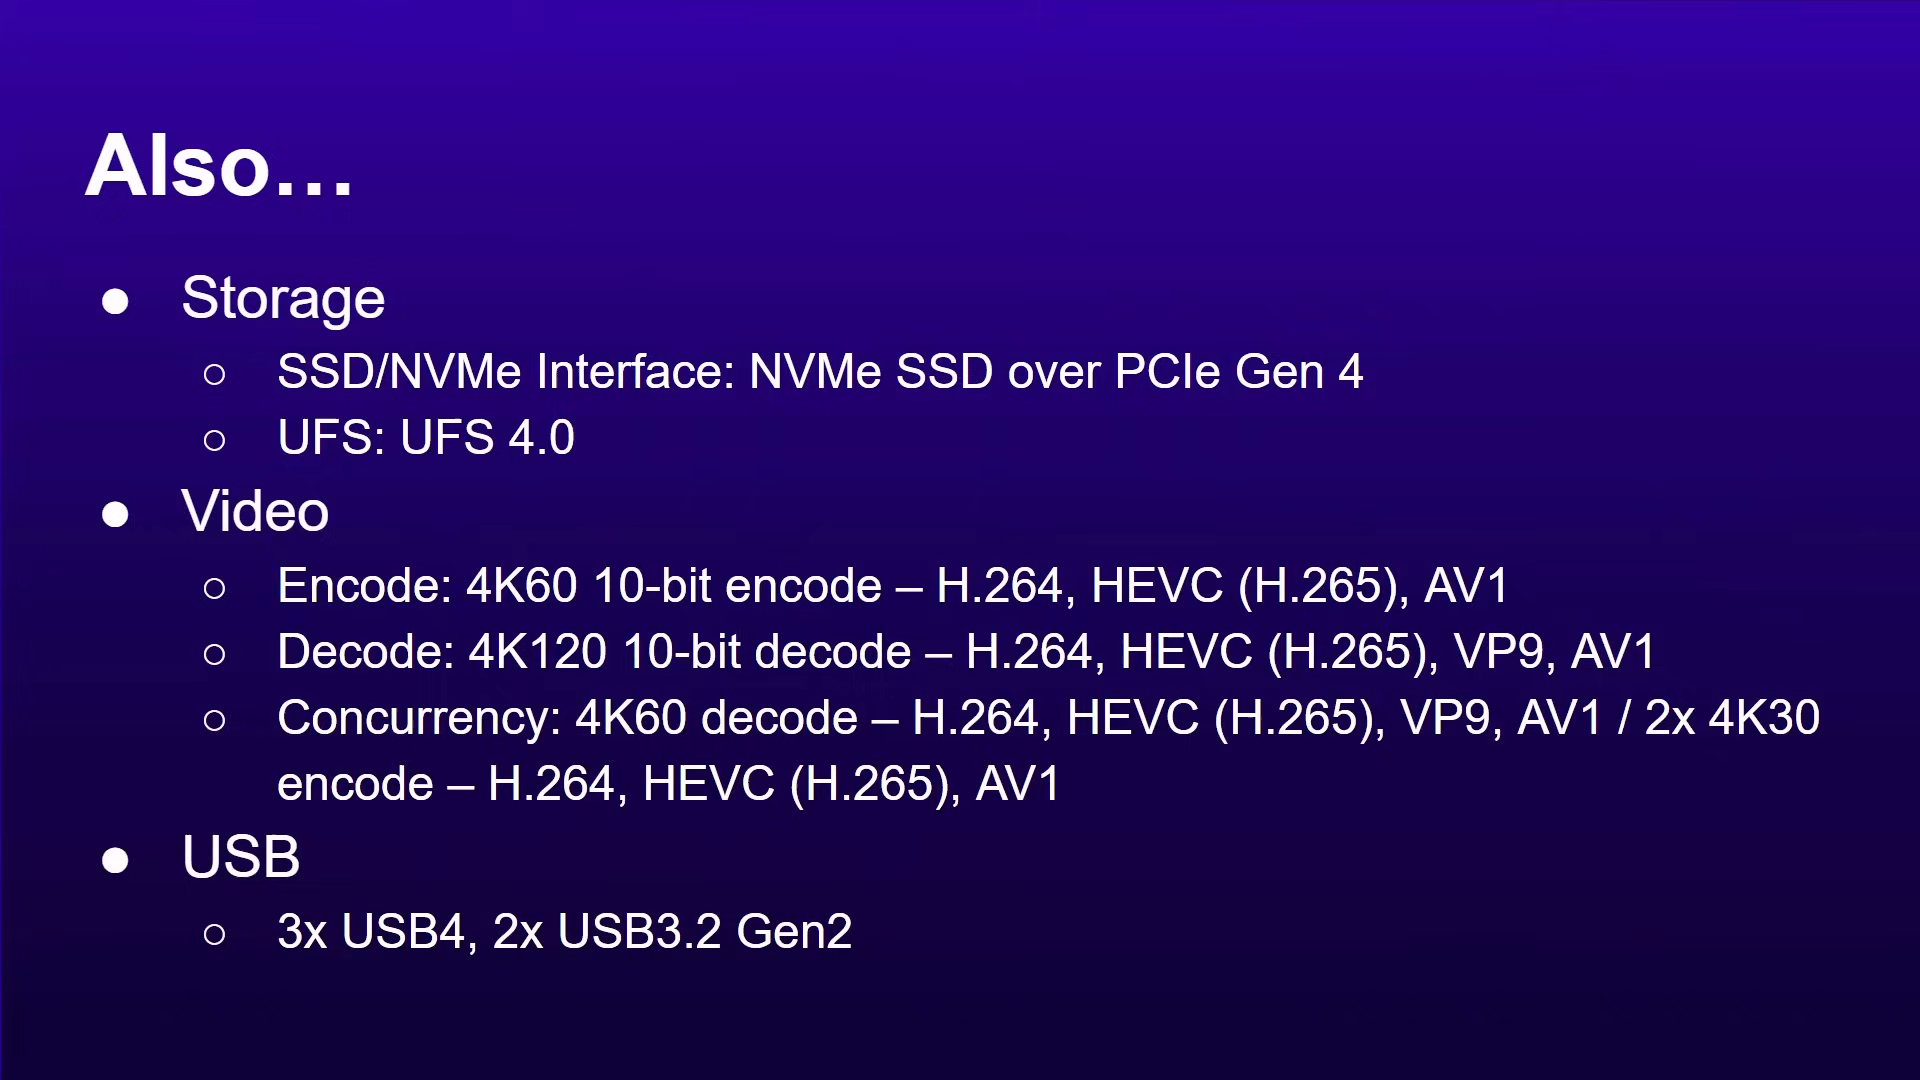 Also…
● Storage
○ SSD/NVMe Interface: NVMe SSD over PCIe Gen 4
○ UFS: UFS 4.0
● Video
○ Encode: 4K60 10-bit encode – H.264, HEVC (H.265), AV1
○ Decode: 4K120 10-bit decode – H.264, HEVC (H.265), VP9, AV1
○ Concurrency: 4K60 decode – H.264, HEVC (H.265), VP9, AV1 / 2x 4K30
encode – H.264, HEVC (H.265), AV1
● USB
○ 3x USB4, 2x USB3.2 Gen2